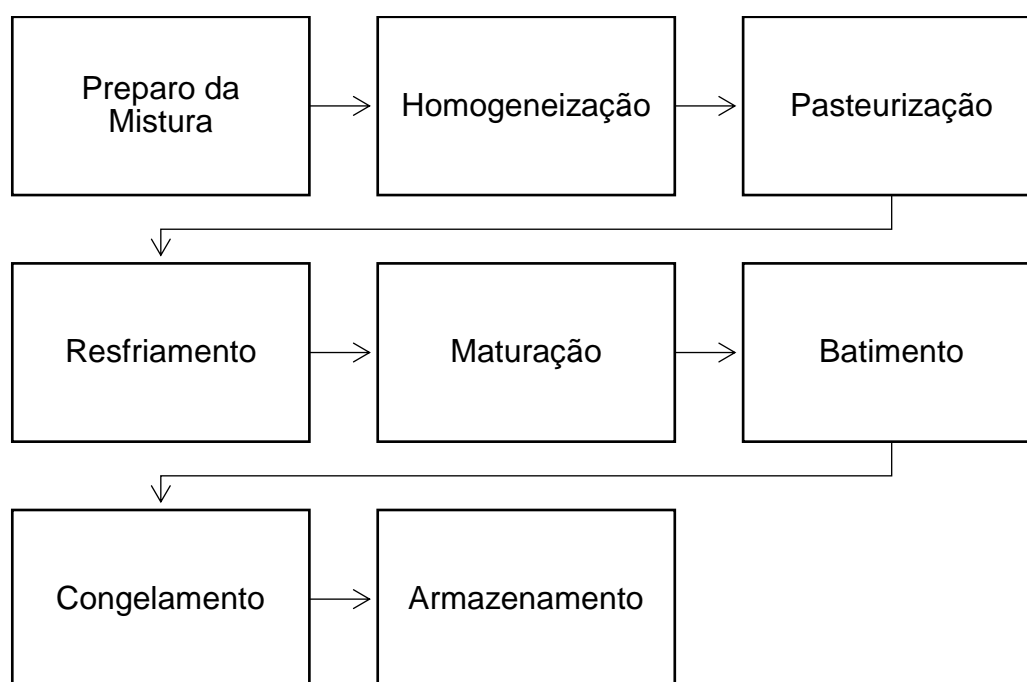 Preparo da
Mistura
Homogeneização
Pasteurização
Resfriamento
Maturação
Batimento
Congelamento
Armazenamento